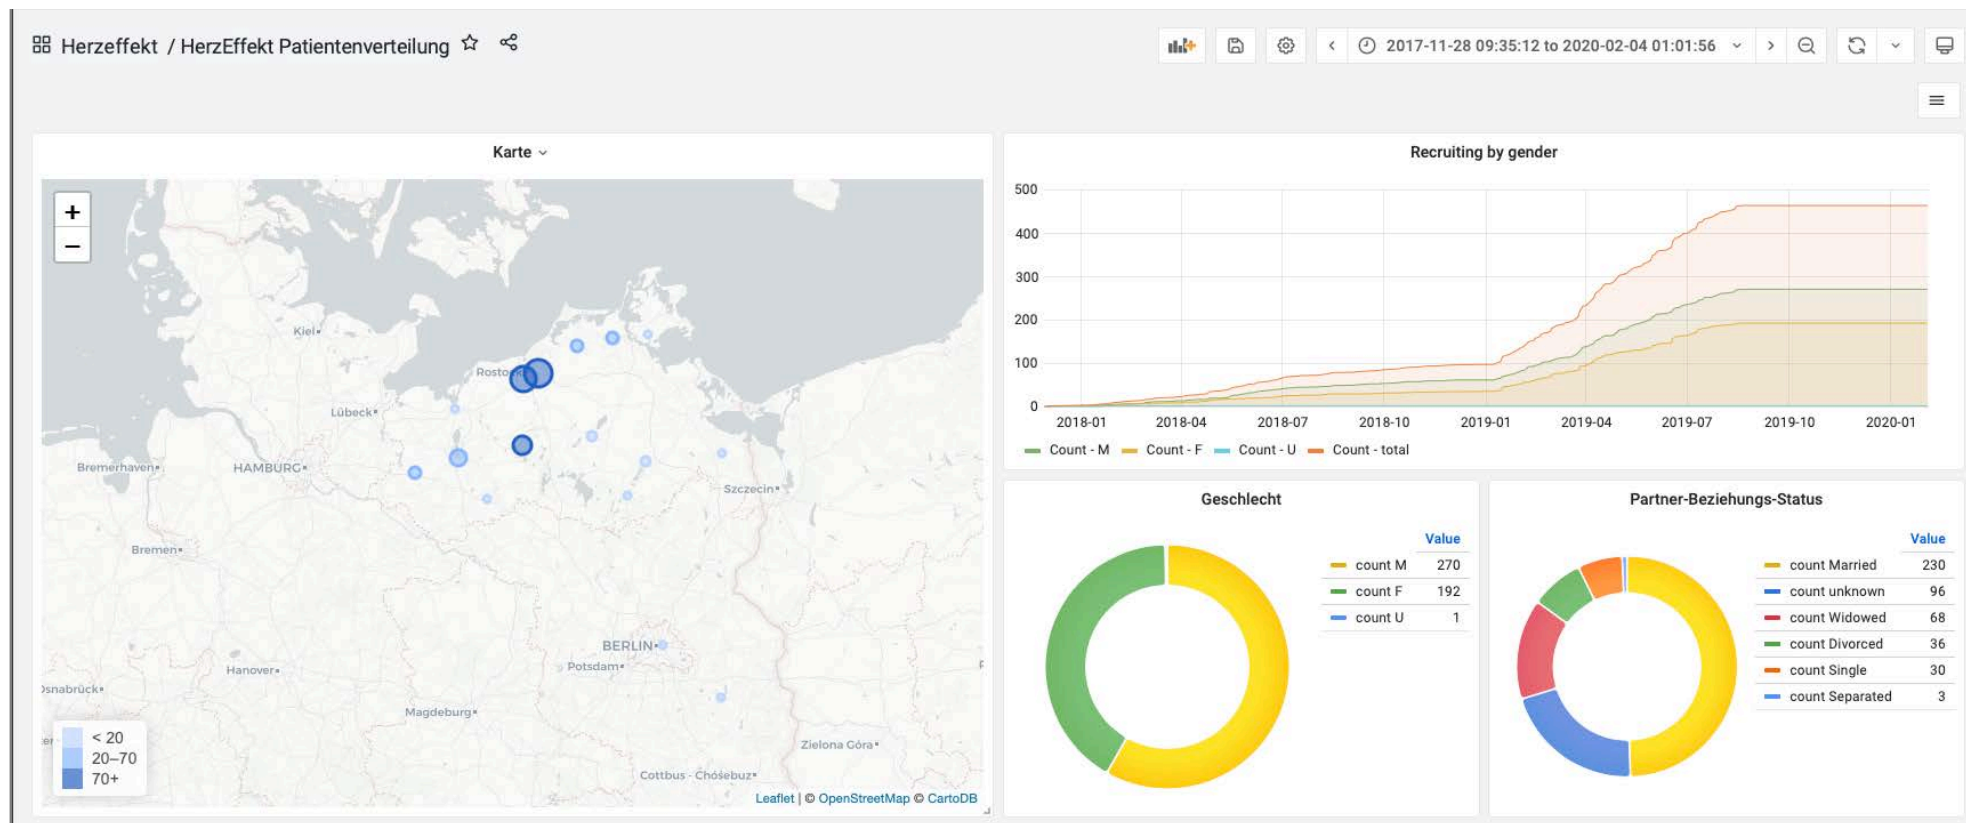 Herzeffekt / HerzEffekt Patientenverteilung
2017-11-28 09:35:12 to 2020-02-04 01:01:56
Karte
+
−
Kiel
Lübeck
Bremerhaven
HAMBURG
Szczecin
Bremen
BERLIN
Potsdam
Hanover
Magdeburg
Zielona Góra
Cottbus - Chóśebuz
< 20
20–70
70+
Leaflet | © OpenStreetMap © CartoDB
Recruiting by gender
500
400
300
200
100
0
2018-01 2018-04 2018-07 2018-10 2019-01 2019-04 2019-07 2019-10 2020-01
Count - M Count - F Count - U Count - total
Geschlecht
Value
count M 270
count F 192
count U 1
Partner-Beziehungs-Status
Value
count Married 230
count unknown 96
count Widowed 68
count Divorced 36
count Single 30
count Separated 3